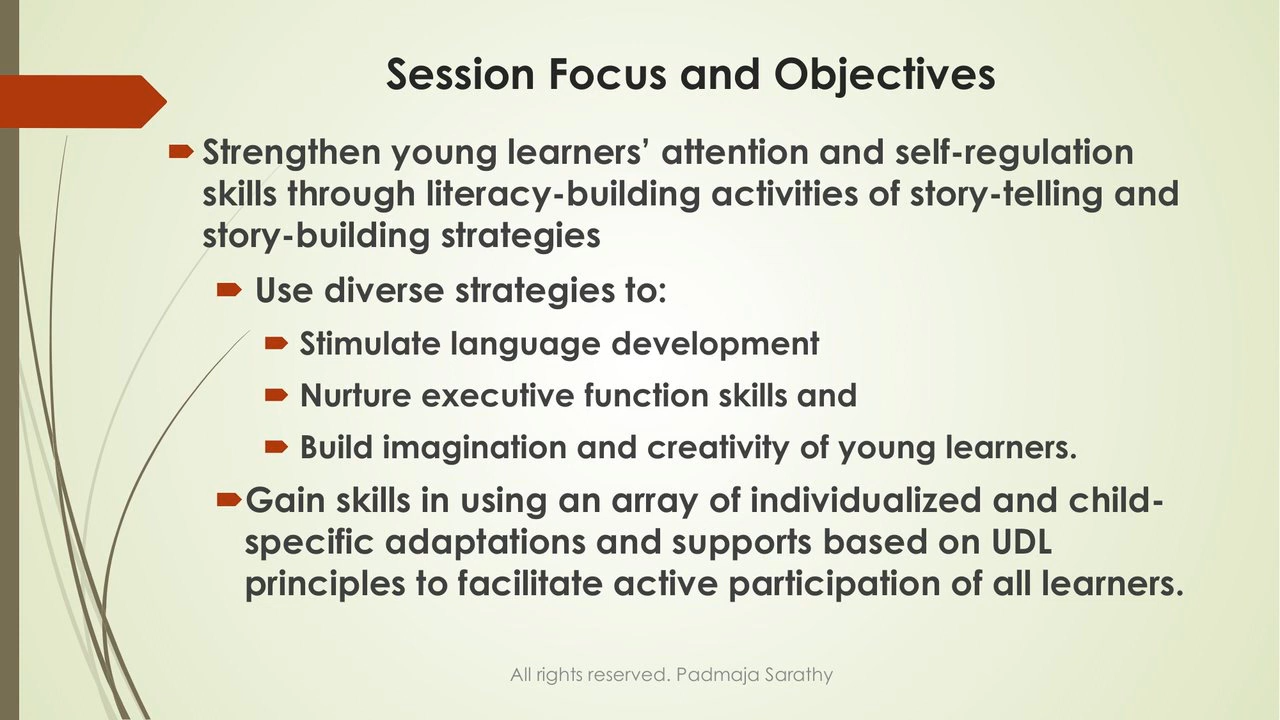 Session Focus and Objectives
Strengthen young learners’ attention and self-regulation
skills through literacy-building activities of story-telling and
story-building strategies
Use diverse strategies to:
Stimulate language development
Nurture executive function skills and
Build imagination and creativity of young learners.
Gain skills in using an array of individualized and child-
specific adaptations and supports based on UDL
principles to facilitate active participation of all learners.
All rights reserved. Padmaja Sarathy